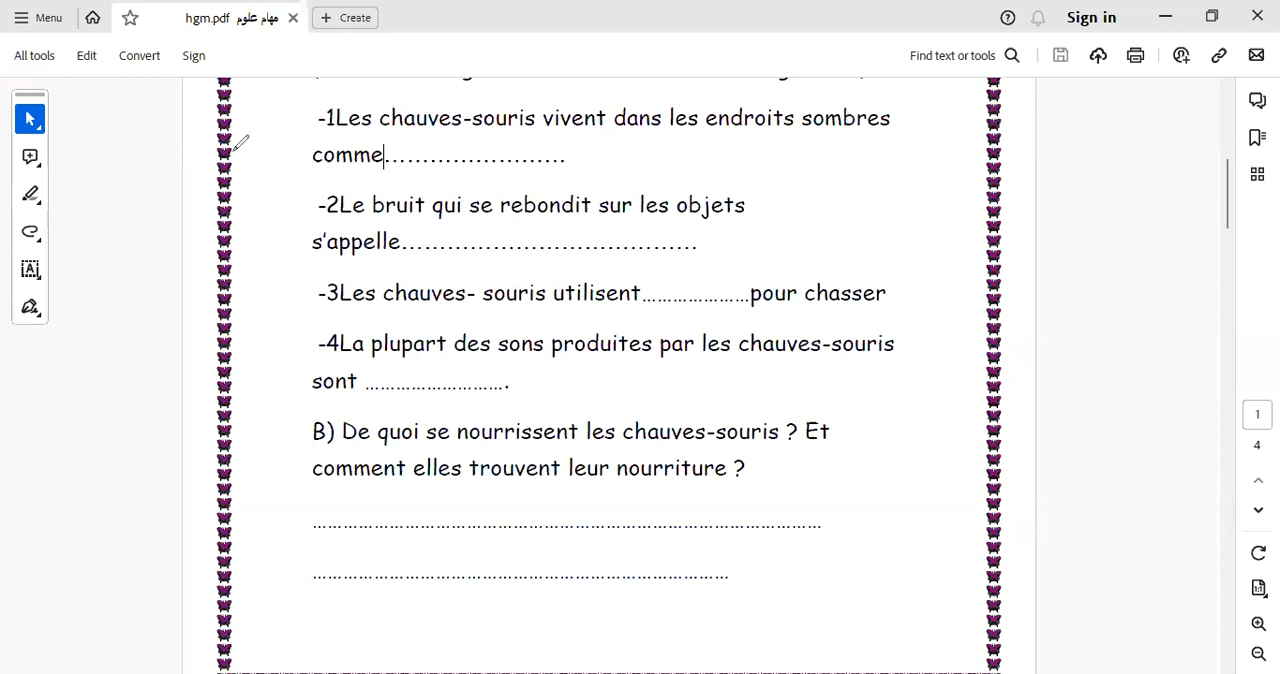 Menu
hgm.pdf مهام علوم
Create
Sign in
All tools
Edit
Convert
Sign
Find text or tools
-1Les chauves-souris vivent dans les endroits sombres
comme........................
-2Le bruit qui se rebondit sur les objets
s'appelle......................................
-3Les chauves- souris utilisent.....................pour chasser
-4La plupart des sons produites par les chauves-souris
sont ...........................
B) De quoi se nourrissent les chauves-souris ? Et
comment elles trouvent leur nourriture ?
....................................................................................................
..................................................................................
1
4